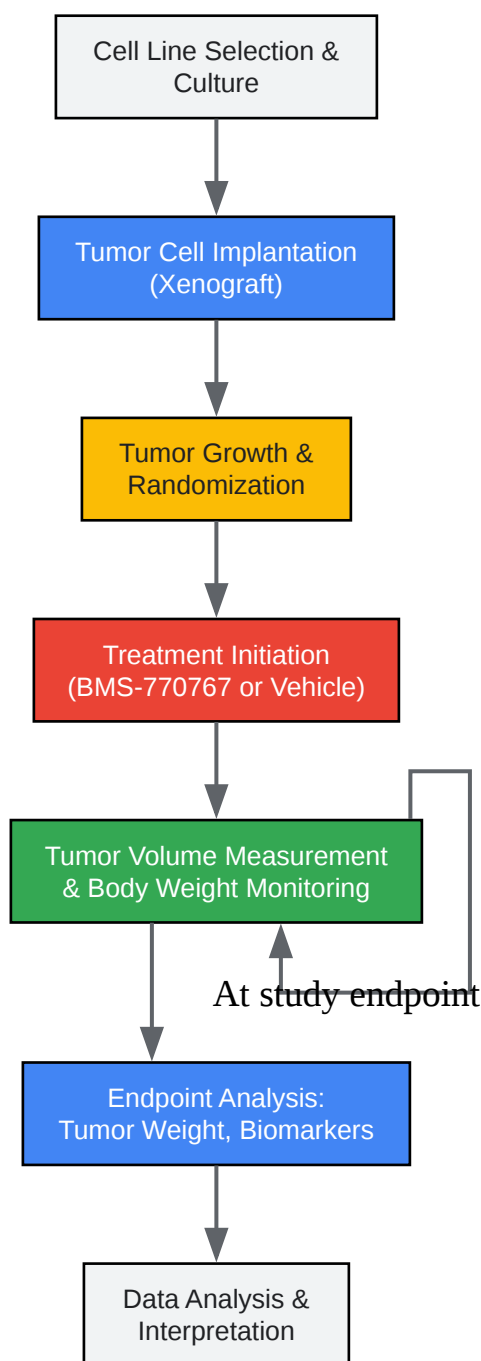 Cell Line Selection &
Culture
Tumor Cell Implantation
(Xenograft)
Tumor Growth &
Randomization
Treatment Initiation
(BMS-770767 or Vehicle)
Tumor Volume Measurement
& Body Weight Monitoring
At study endpoint
Endpoint Analysis:
Tumor Weight, Biomarkers
Data Analysis &
Interpretation